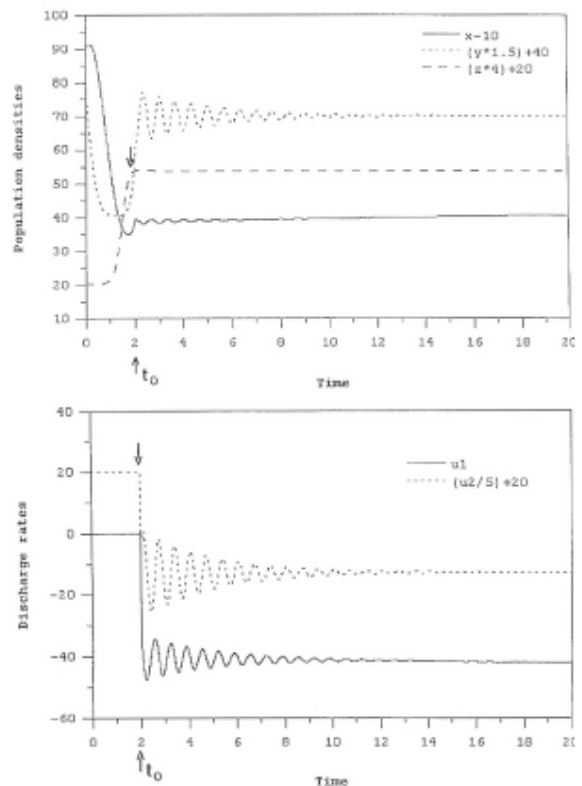 x-10
(y*1.5)+40
(z*4)+20
Population densities
90
80
70
60
50
40
30
20
10
0 2 4 6 8 10 12 14 16 18 20
t0
Time
40
20
0
-20
-40
-60
u1
(u2/5)+20
Discharge rates
0 2 4 6 8 10 12 14 16 18 20
t0
Time